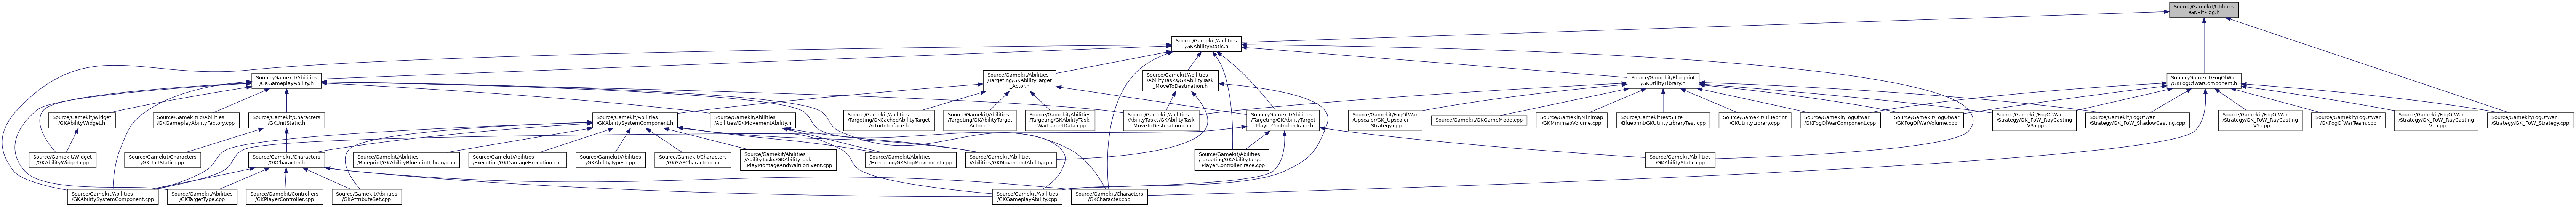 Source/Gamekit/Utilities
/GKBitFlag.h
Source/Gamekit/Abilities
/GKAbilityStatic.h
Source/Gamekit/Abilities
/GKGameplayAbility.h
Source/Gamekit/Abilities
/Targeting/GKAbilityTarget
_Actor.h
Source/Gamekit/Abilities
/AbilityTasks/GKAbilityTask
_MoveToDestination.h
Source/Gamekit/Blueprint
/GKUtilityLibrary.h
Source/Gamekit/FogOfWar
/GKFogOfWarComponent.h
Source/Gamekit/Widget
/GKAbilityWidget.h
Source/GamekitEd/Abilities
/GKGameplayAbilityFactory.cpp
Source/Gamekit/Characters
/GKUnitStatic.h
Source/Gamekit/Abilities
/GKAbilitySystemComponent.h
Source/Gamekit/Abilities
/Abilities/GKMovementAbility.h
Source/Gamekit/Abilities
/Targeting/GKCachedAbilityTarget
ActorInterface.h
Source/Gamekit/Abilities
/Targeting/GKAbilityTarget
_Actor.cpp
Source/Gamekit/Abilities
/Targeting/GKAbilityTask
_WaitTargetData.cpp
Source/Gamekit/Abilities
/AbilityTasks/GKAbilityTask
_MoveToDestination.cpp
Source/Gamekit/Abilities
/Targeting/GKAbilityTarget
_PlayerControllerTrace.h
Source/Gamekit/FogOfWar
/Upscaler/GK_Upscaler
_Strategy.cpp
Source/Gamekit/GKGameMode.cpp
Source/Gamekit/Minimap
/GKMinimapVolume.cpp
Source/GamekitTestSuite
/Blueprint/GKUtilityLibraryTest.cpp
Source/Gamekit/Blueprint
/GKUtilityLibrary.cpp
Source/Gamekit/FogOfWar
/GKFogOfWarComponent.cpp
Source/Gamekit/FogOfWar
/GKFogOfWarVolume.cpp
Source/Gamekit/FogOfWar
/Strategy/GK_FoW_RayCasting
_V3.cpp
Source/Gamekit/FogOfWar
/Strategy/GK_FoW_ShadowCasting.cpp
Source/Gamekit/FogOfWar
/Strategy/GK_FoW_RayCasting
_V2.cpp
Source/Gamekit/FogOfWar
/GKFogOfWarTeam.cpp
Source/Gamekit/FogOfWar
/Strategy/GK_FoW_RayCasting
_V1.cpp
Source/Gamekit/FogOfWar
/Strategy/GK_FoW_Strategy.cpp
Source/Gamekit/Widget
/GKAbilityWidget.cpp
Source/Gamekit/Characters
/GKUnitStatic.cpp
Source/Gamekit/Characters
/GKCharacter.h
Source/Gamekit/Abilities
/Blueprint/GKAbilityBlueprintLibrary.cpp
Source/Gamekit/Abilities
/Execution/GKDamageExecution.cpp
Source/Gamekit/Abilities
/GKAbilityTypes.cpp
Source/Gamekit/Characters
/GKGASCharacter.cpp
Source/Gamekit/Abilities
/AbilityTasks/GKAbilityTask
_PlayMontageAndWaitForEvent.cpp
Source/Gamekit/Abilities
/Execution/GKStopMovement.cpp
Source/Gamekit/Abilities
/Abilities/GKMovementAbility.cpp
Source/Gamekit/Abilities
/Targeting/GKAbilityTarget
_PlayerControllerTrace.cpp
Source/Gamekit/Abilities
/GKAbilityStatic.cpp
Source/Gamekit/Abilities
/GKAbilitySystemComponent.cpp
Source/Gamekit/Abilities
/GKTargetType.cpp
Source/Gamekit/Controllers
/GKPlayerController.cpp
Source/Gamekit/Abilities
/GKAttributeSet.cpp
Source/Gamekit/Abilities
/GKGameplayAbility.cpp
Source/Gamekit/Characters
/GKCharacter.cpp